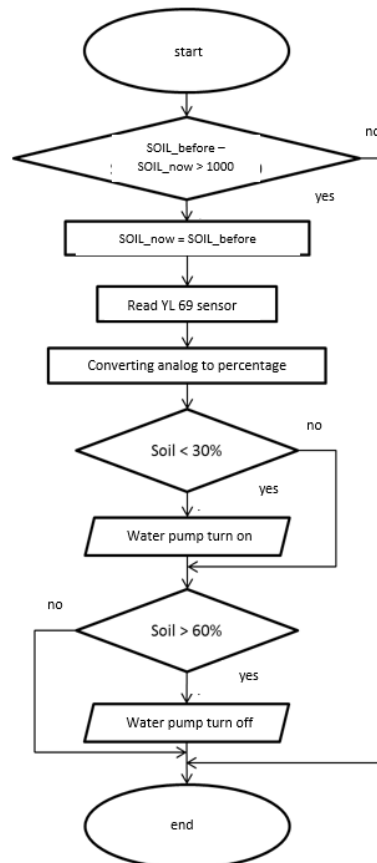 start
SOIL_before –
SOIL_now > 1000
no
yes
SOIL_now = SOIL_before
Read YL 69 sensor
Converting analog to percentage
Soil < 30%
no
yes
Water pump turn on
no
Soil > 60%
yes
Water pump turn off
end